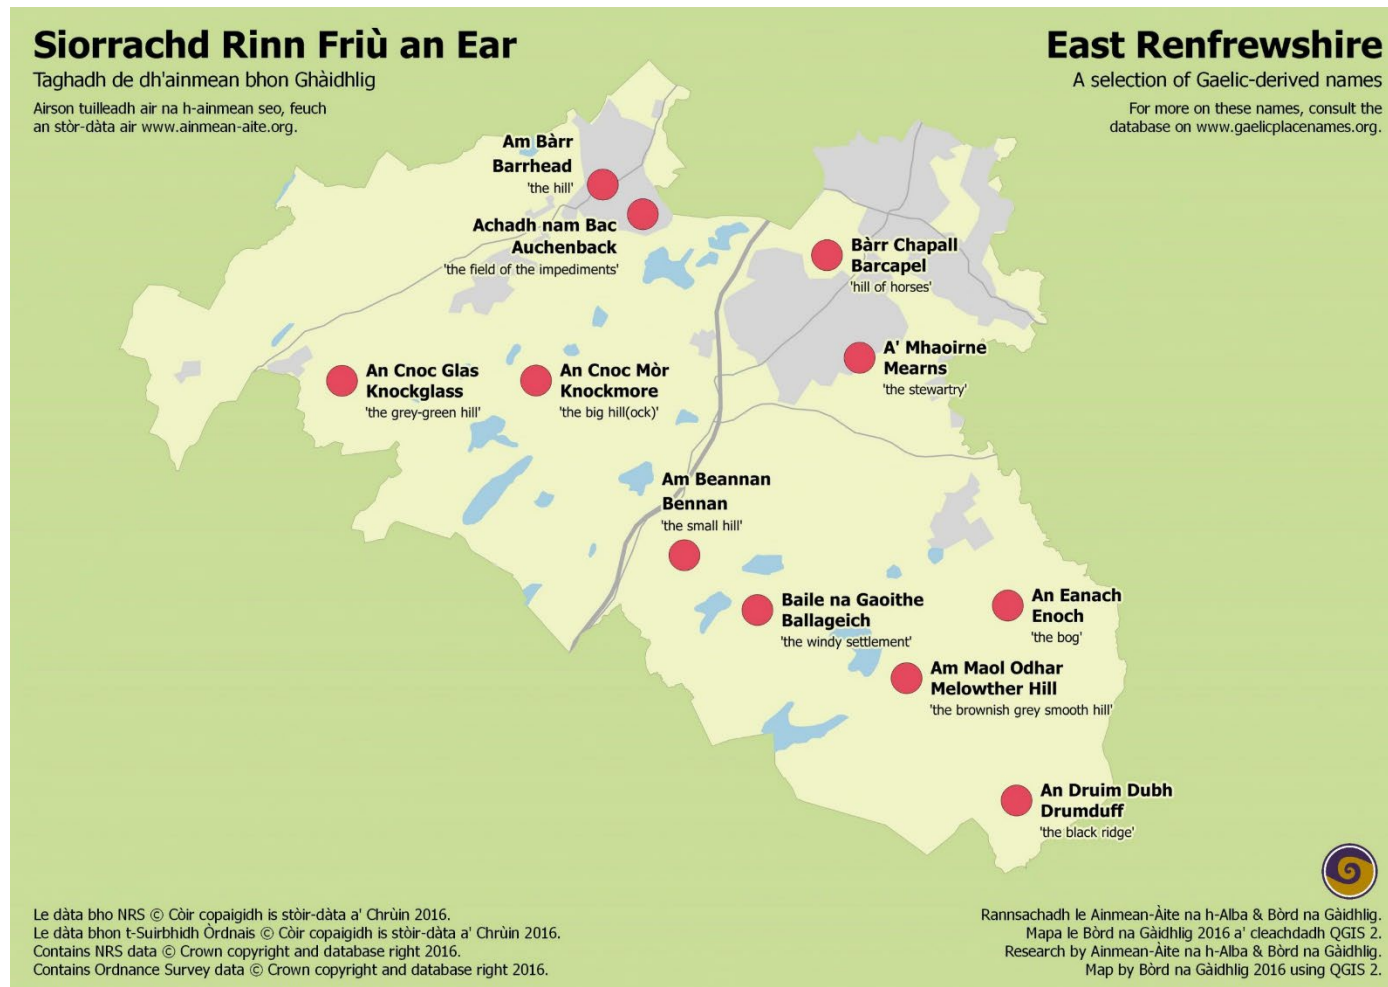 Siorrachd Rinn Friù an Ear
Taghadh de dh'ainmean bhon Ghàidhlig
Airson tuilleadh air na h-ainmean seo, feuch
an stòr-dàta air www.ainmean-aite.org.
East Renfrewshire
A selection of Gaelic-derived names
For more on these names, consult the
database on www.gaelicplacenames.org.
Am Bàrr
Barrhead
'the hill'
Achadh nam Bac
Auchenback
'the field of the impediments'
Bàrr Chapall
Barcapel
'hill of horses'
A' Mhaoirne
Mearns
'the stewartry'
An Cnoc Glas
Knockglass
'the grey-green hill'
An Cnoc Mòr
Knockmore
'the big hill(ock)'
Am Beannan
Bennan
'the small hill'
Baile na Gaoithe
Ballageich
'the windy settlement'
An Eanach
Enoch
'the bog'
Am Maol Odhar
Melowther Hill
'the brownish grey smooth hill'
An Druim Dubh
Drumduff
'the black ridge'
Le dàta bho NRS © Còir copaigidh is stòir-dàta a' Chrùin 2016.
Le dàta bhon t-Suirbhidh Òrdnais © Còir copaigidh is stòir-dàta a' Chrùin 2016.
Contains NRS data © Crown copyright and database right 2016.
Contains Ordnance Survey data © Crown copyright and database right 2016.
Rannsachadh le Ainmean-Àite na h-Alba & Bòrd na Gàidhlig.
Mapa le Bòrd na Gàidhlig 2016 a' cleachdadh QGIS 2.
Research by Ainmean-Àite na h-Alba & Bòrd na Gàidhlig.
Map by Bòrd na Gàidhlig 2016 using QGIS 2.